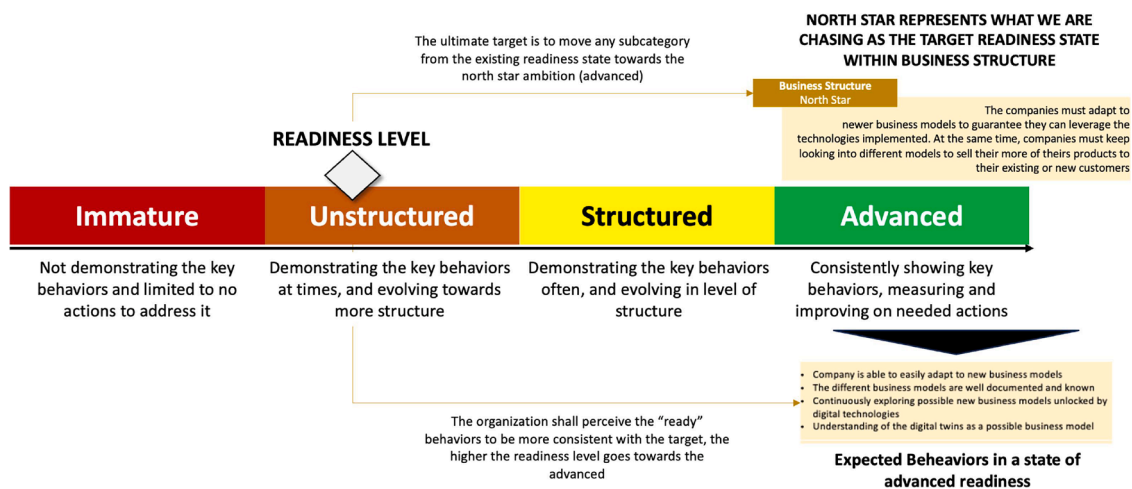 NORTH STAR REPRESENTS WHAT WE ARE
CHASING AS THE TARGET READINESS STATE
WITHIN BUSINESS STRUCTURE
The ultimate target is to move any subcategory
from the existing readiness state towards the
north star ambition (advanced)
Business Structure
North Star
The companies must adapt to
newer business models to guarantee they can leverage the
technologies implemented. At the same time, companies must keep
looking into different models to sell their more of theirs products to
their existing or new customers
READINESS LEVEL
Immature
Unstructured
Structured
Advanced
Not demonstrating the key
behaviors and limited to no
actions to address it
Demonstrating the key behaviors
at times, and evolving towards
more structure
Demonstrating the key behaviors
often, and evolving in level of
structure
Consistently showing key
behaviors, measuring and
improving on needed actions
• Company is able to easily adapt to new business models
• The different business models are well documented and known
• Continuously exploring possible new business models unlocked by
digital technologies
• Understanding of the digital twins as a possible business model
The organization shall perceive the “ready”
behaviors to be more consistent with the target, the
higher the readiness level goes towards the
advanced
Expected Beheaviors in a state of
advanced readiness